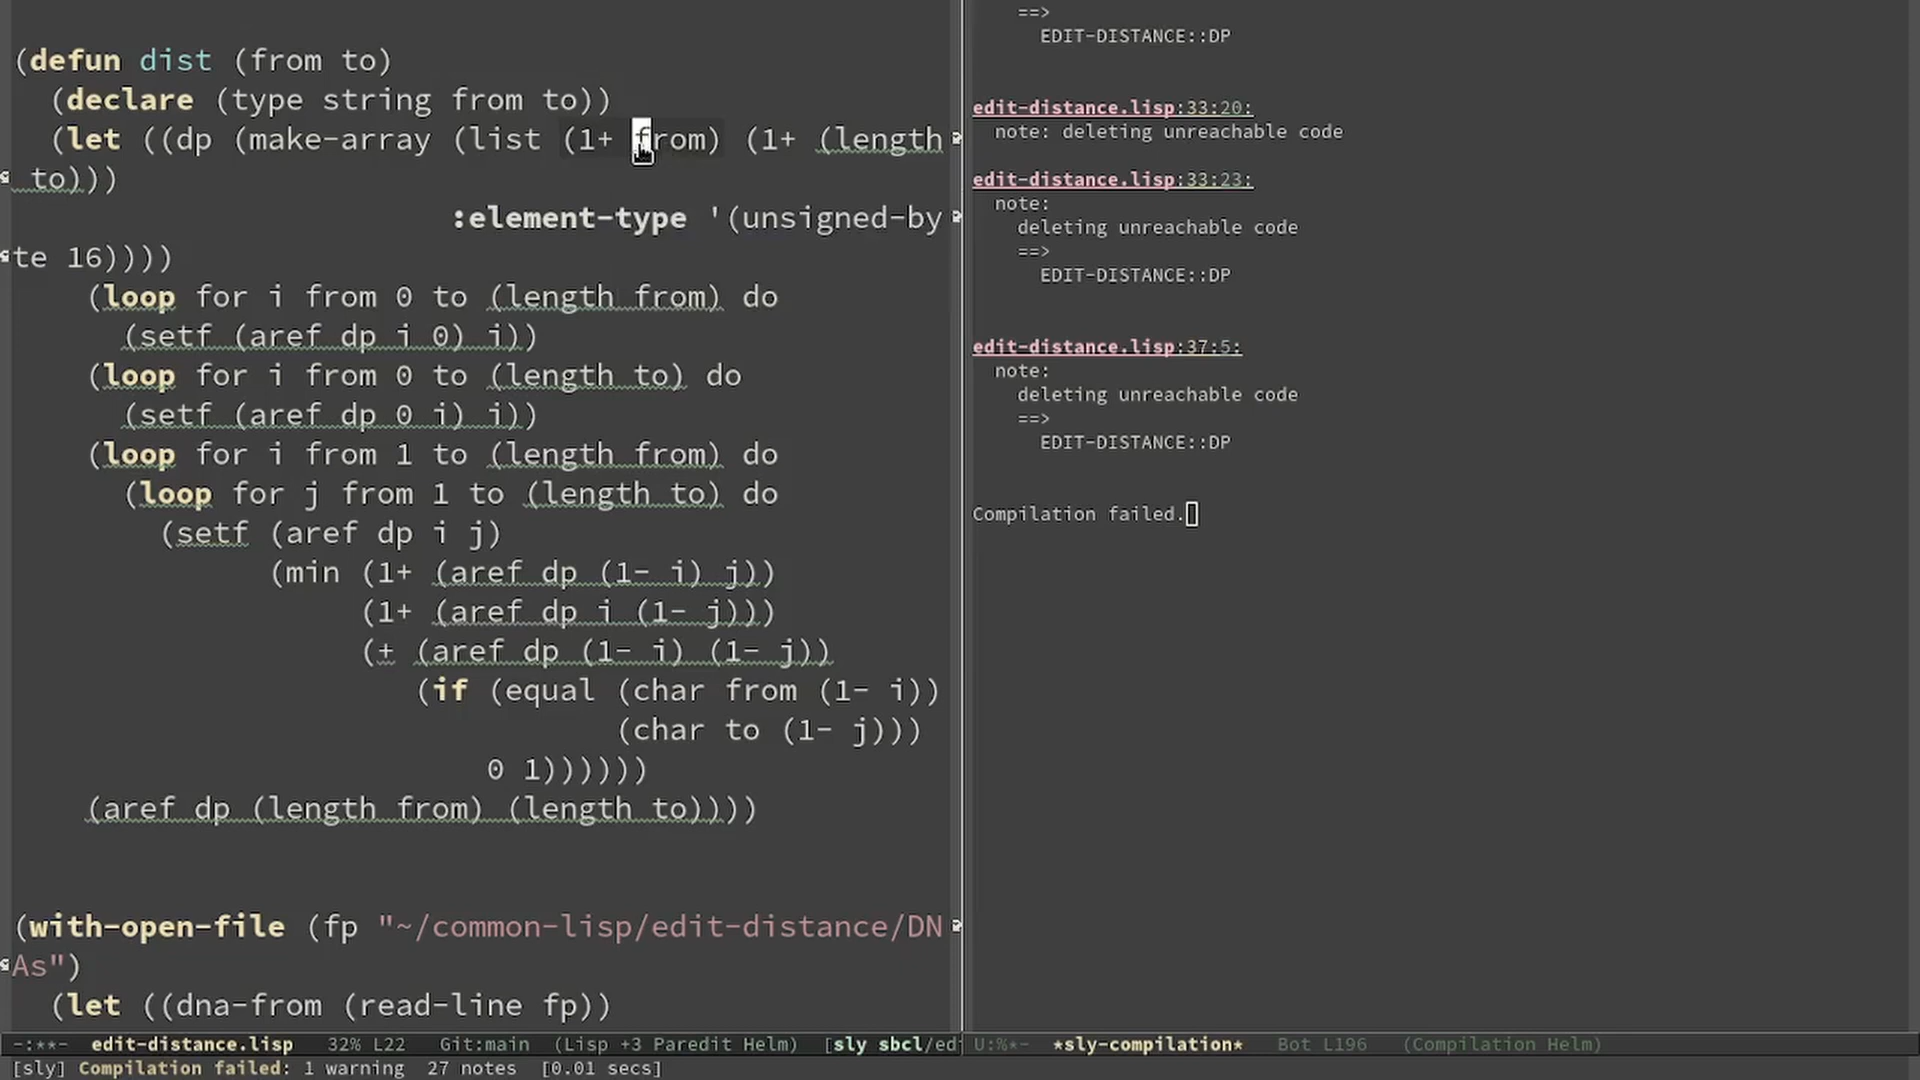 (defun dist (from to)
(declare (type string from to))
(let ((dp (make-array (list (1+ from) (1+ (length
to)))
:element-type '(unsigned-by
te 16))))
(loop for i from 0 to (length from) do
(setf (aref dp i 0) i))
(loop for i from 0 to (length to) do
(setf (aref dp 0 i) i))
(loop for i from 1 to (length from) do
(loop for j from 1 to (length to) do
(setf (aref dp i j)
(min (1+ (aref dp (1- i) j))
(1+ (aref dp i (1- j)))
(+ (aref dp (1- i) (1- j))
(if (equal (char from (1- i))
(char to (1- j)))
0 1))))))
(aref dp (length from) (length to))))
(with-open-file (fp "~/common-lisp/edit-distance/DN
As")
(let ((dna-from (read-line fp))
-:**- edit-distance.lisp 32% L22 Git:main (Lisp +3 Paredit Helm) [sly sbcl/ed
==>
EDIT-DISTANCE::DP
edit-distance.lisp:33:20:
note: deleting unreachable code
edit-distance.lisp:33:23:
note:
deleting unreachable code
==>
EDIT-DISTANCE::DP
edit-distance.lisp:37:5:
note:
deleting unreachable code
==>
EDIT-DISTANCE::DP
Compilation failed.
U:%*- *sly-compilation* Bot L196 (Compilation Helm)
[sly] Compilation failed: 1 warning 27 notes [0.01 secs]